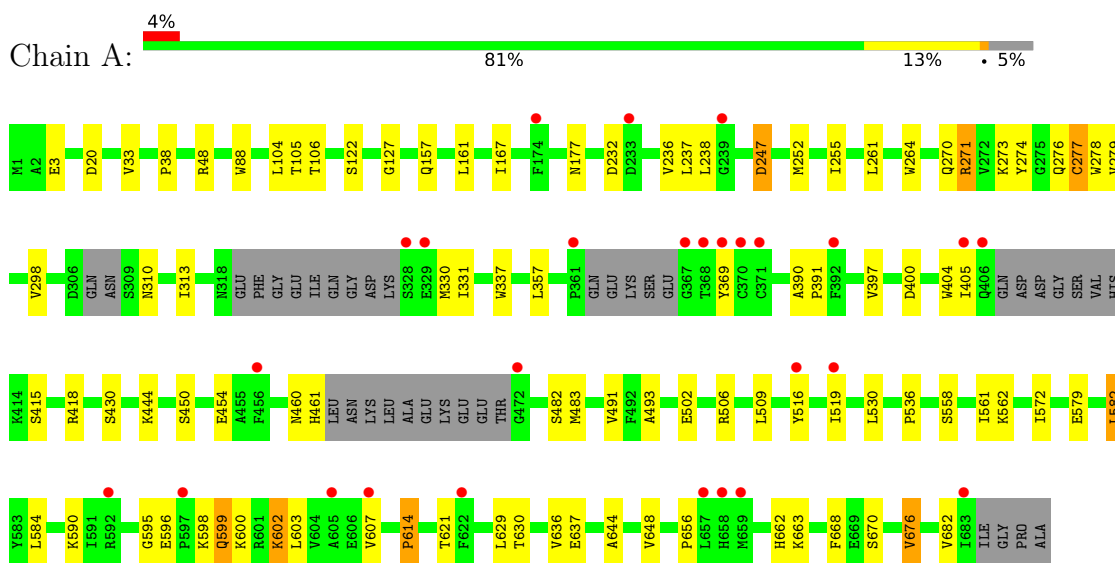 4%
Chain A:
81% 13% • 5%
M1 A2 E3 D20 V33 P38 R48 W88 L104 T105 T106 S122 G127 Q157 L161 I167 F174 N177 D232 D233 V236 L237 L238 G239 D247 M252 I255 L261 W264 Q270 R271 V272 K273 Y274 G275 Q276 C277 W278
V298 D306 GLN ASN S309 N310 I313 N318 GLU PHE GLY GLU ILE GLN GLY ASP LYS S328 E329 M330 I331 W337 L357 P361 GLN GLU LYS SER GLU G367 T368 Y369 C370 C371 A390 P391 F392 V397 D400 W404 I405 Q406 GLN ASP ASP GLY SER VAL HIS
K414 S415 R418 S430 K444 S450 E454 A455 F456 N460 H461 LEU ASN LYS LEU ALA GLU LYS GLU GLU THR G472 S482 M483 V491 F492 A493 E502 R506 L509 Y516 I519 L530 P536 S558 I561 K562 I572 E579
Y583 L584 K590 I591 R592 G595 E596 P597 K598 Q599 K600 R601 K602 L603 V604 A605 E606 V607 P614 T621 F622 L629 T630 V636 E637 A644 V648 P656 L657 H658 M659 H662 K663 F668 E669 S670 V676 V682 I683 ILE GLY PRO ALA